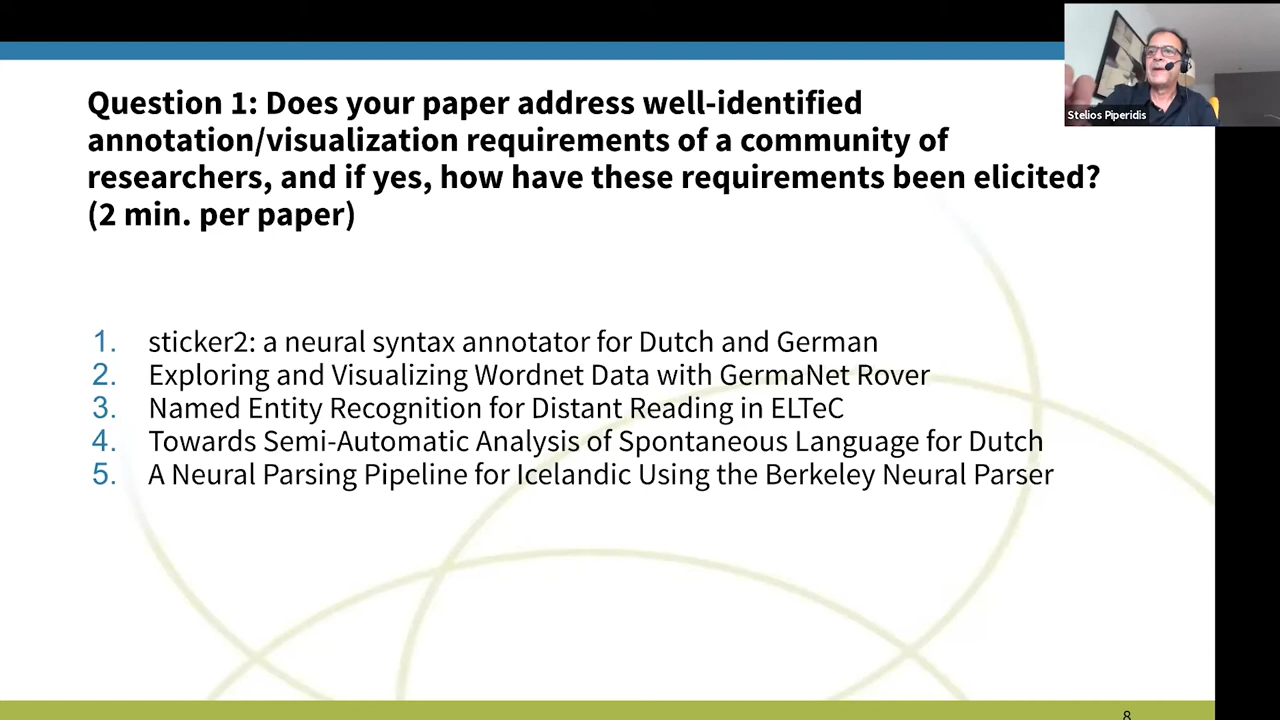 Question 1: Does your paper address well-identified
annotation/visualization requirements of a community of
researchers, and if yes, how have these requirements been elicited?
(2 min. per paper)
Stelios Piperidis
1. sticker2: a neural syntax annotator for Dutch and German
2. Exploring and Visualizing Wordnet Data with GermaNet Rover
3. Named Entity Recognition for Distant Reading in ELTeC
4. Towards Semi-Automatic Analysis of Spontaneous Language for Dutch
5. A Neural Parsing Pipeline for Icelandic Using the Berkeley Neural Parser
8